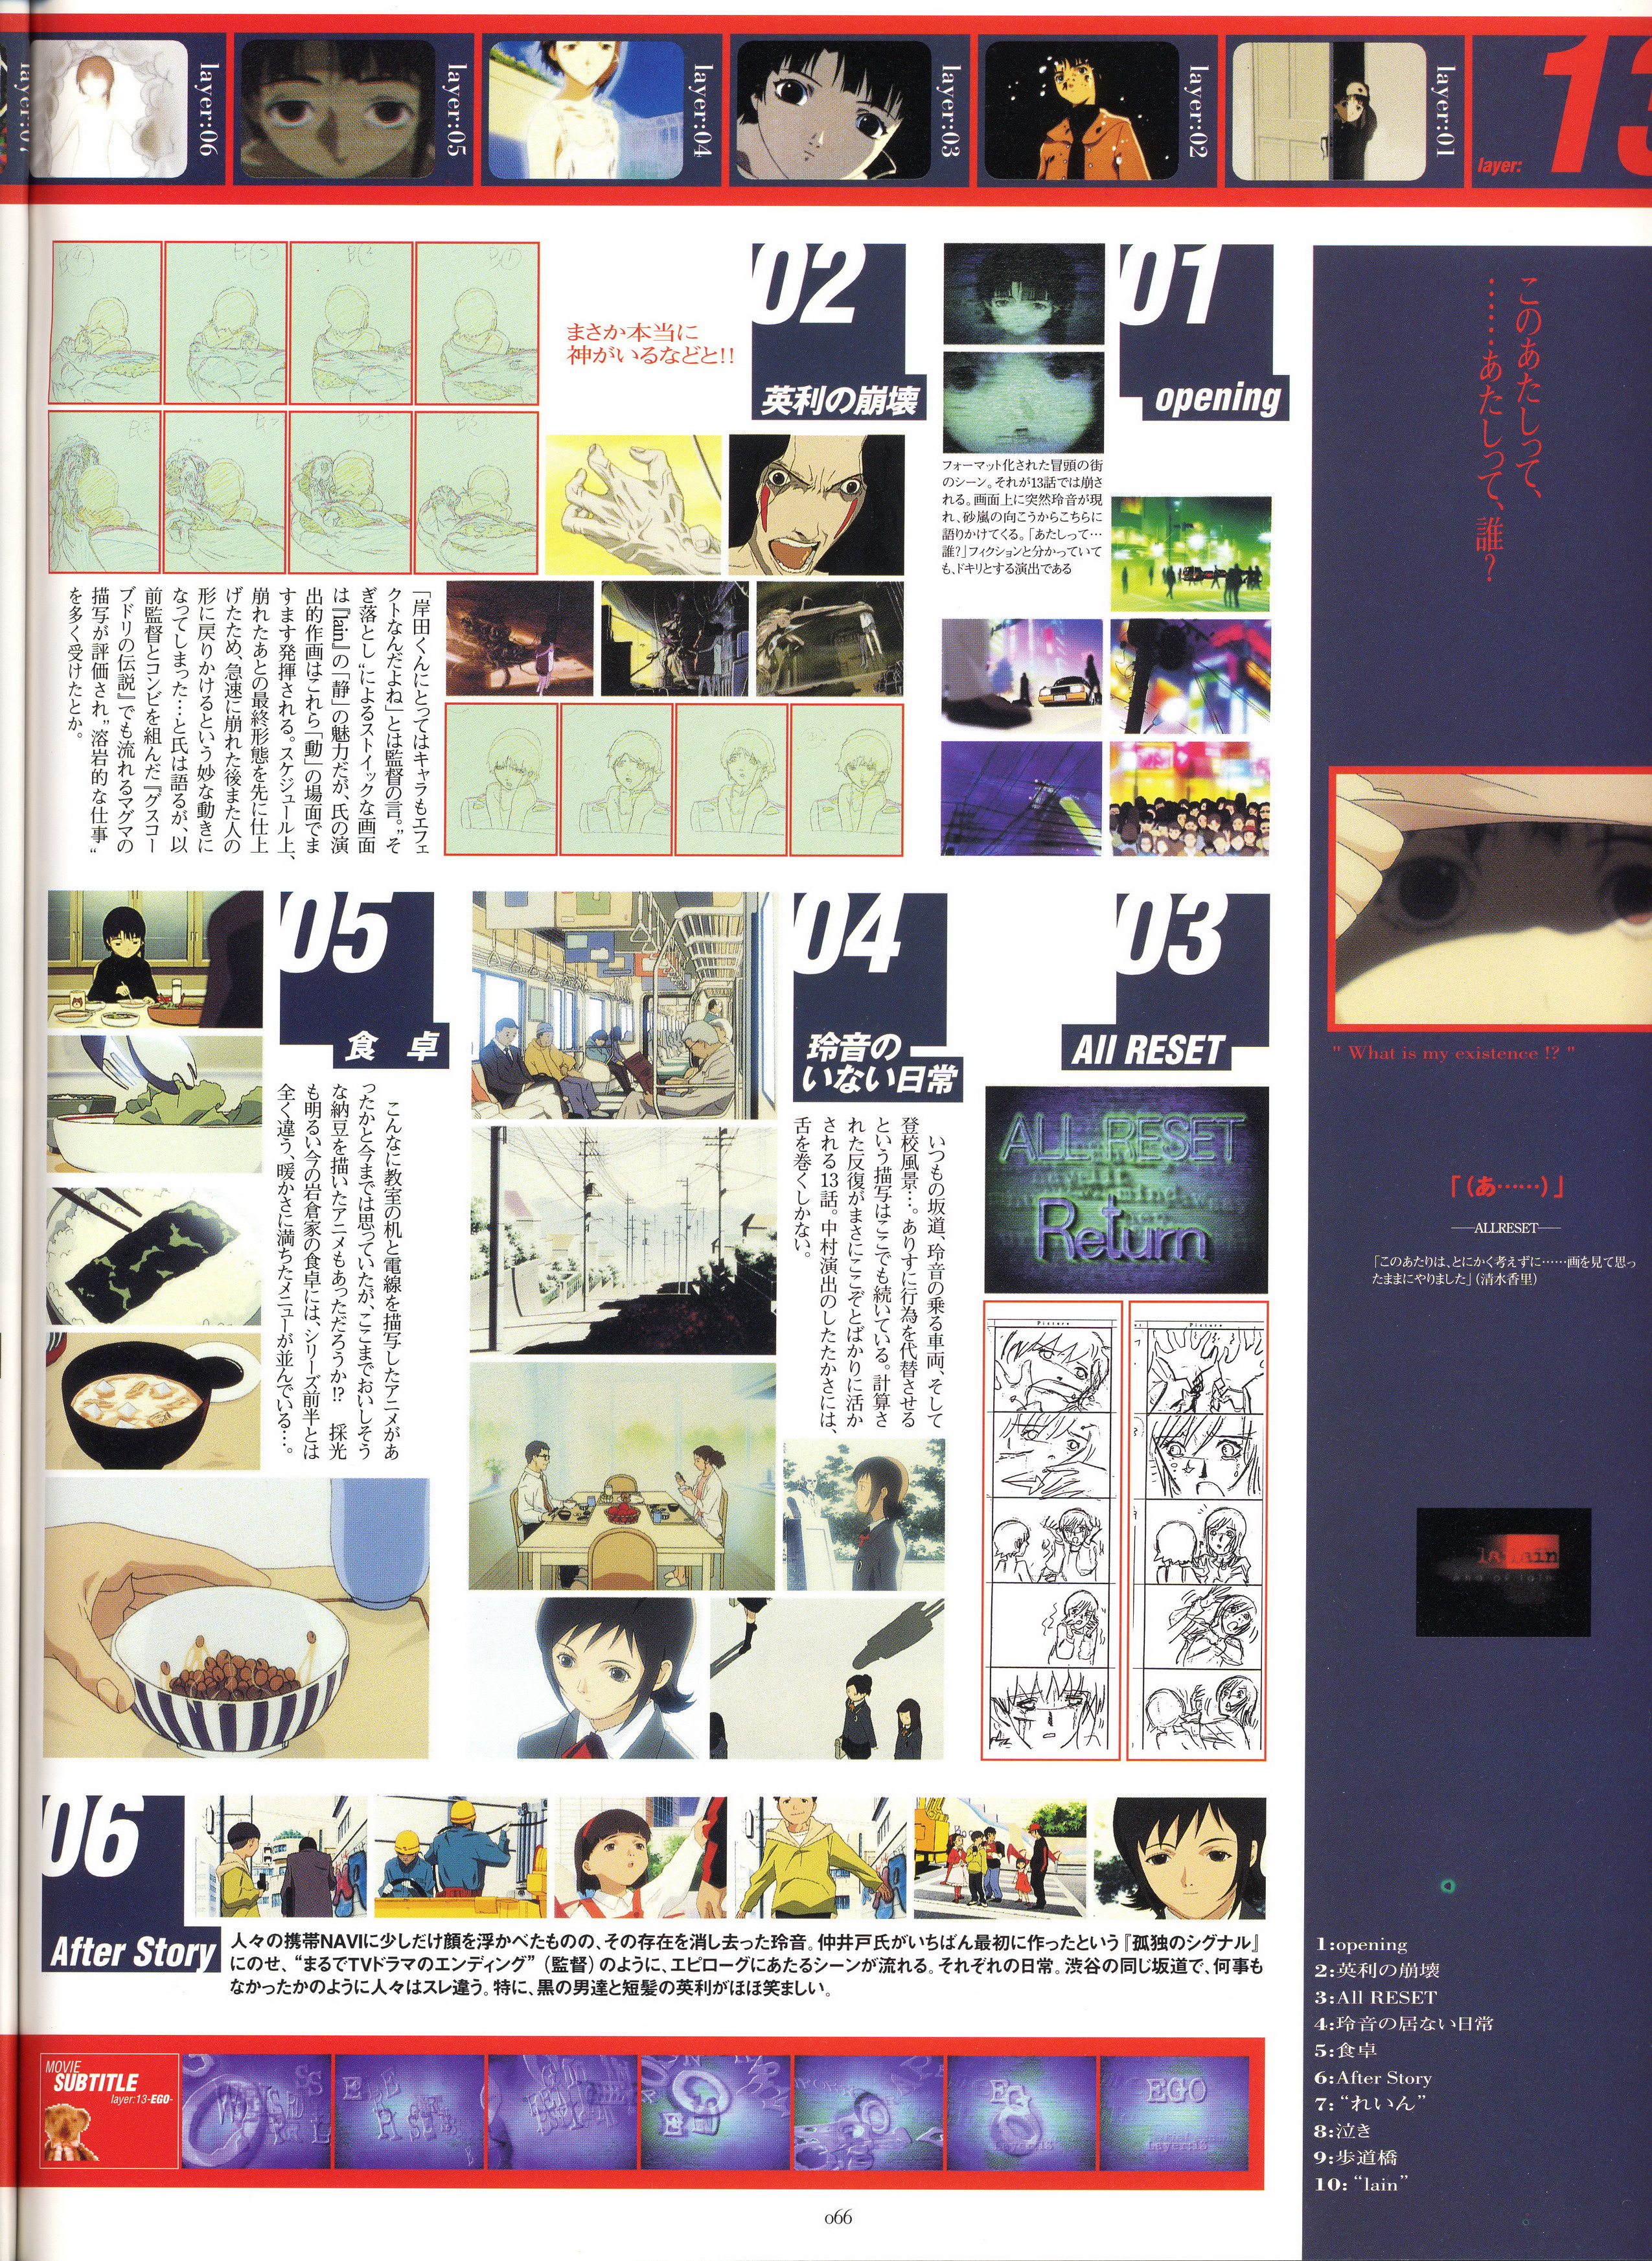 layer:06
layer:05
layer:04
layer:03
layer:02
layer:01
layer:
このあたしって、
……あたしって、誰?
01
opening
フォーマット化された冒頭の街
のシーン。それが13話では崩さ
れる。画面上に突然玲音が現
れ、砂嵐の向こうからこちらに
語りかけてくる。「あたしって…
誰?」フィクションと分かっていて
も、ドキリとする演出である
02
英利の崩壊
まさか本当に
神がいるなどと!!
「岸田くんにとってはキャラもエフェ
クトなんだよね」とは監督の言。“そ
ぎ落とし”によるストイックな画面
は『lain』の「静」の魅力だが、氏の演
出的作画はこれら「動」の場面でま
すます発揮される。スケジュール上、
崩れたあとの最終形態を先に仕上
げたため、急速に崩れた後また人の
形に戻りかけるという妙な動きに
なってしまった…と氏は語るが、以
前監督とコンビを組んだ『グスコー
ブドリの伝説』でも流れるマグマの
描写が評価され、“溶岩的な仕事”
を多く受けたとか。
03
All RESET
ALL RESET
Return
Picture
Picture
04
玲音の
いない日常
いつもの坂道、玲音の乗る車両、そして
登校風景…。ありすに行為を代替させる
という描写はここでも続いている。計算さ
れた反復がまさにここぞとばかりに活か
される13話。中村演出のしたたかさには、
舌を巻くしかない。
05
食 卓
こんなに教室の机と電線を描写したアニメがあ
ったかと今までは思っていたが、ここまでおいしそう
な納豆を描いたアニメもあっただろうか!? 採光
も明るい今の岩倉家の食卓には、シリーズ前半とは
全く違う、暖かさに満ちたメニューが並んでいる…。
" What is my existence !? "
「(あ……)」
──ALLRESET──
「このあたりは、とにかく考えずに……画を見て思っ
たままにやりました」(清水香里)
06
After Story
人々の携帯NAVIに少しだけ顔を浮かべたものの、その存在を消し去った玲音。仲井戸氏がいちばん最初に作ったという『孤独のシグナル』
にのせ、“まるでTVドラマのエンディング”(監督)のように、エピローグにあたるシーンが流れる。それぞれの日常。渋谷の同じ坂道で、何事も
なかったかのように人々はスレ違う。特に、黒の男達と短髪の英利がほほ笑ましい。
1:opening
2:英利の崩壊
3:All RESET
4:玲音の居ない日常
5:食卓
6:After Story
7:“れいん”
8:泣き
9:歩道橋
10:“lain”
MOVIE
SUBTITLE
layer:13-EGO-
EGO
EGO
Layer:13
o66